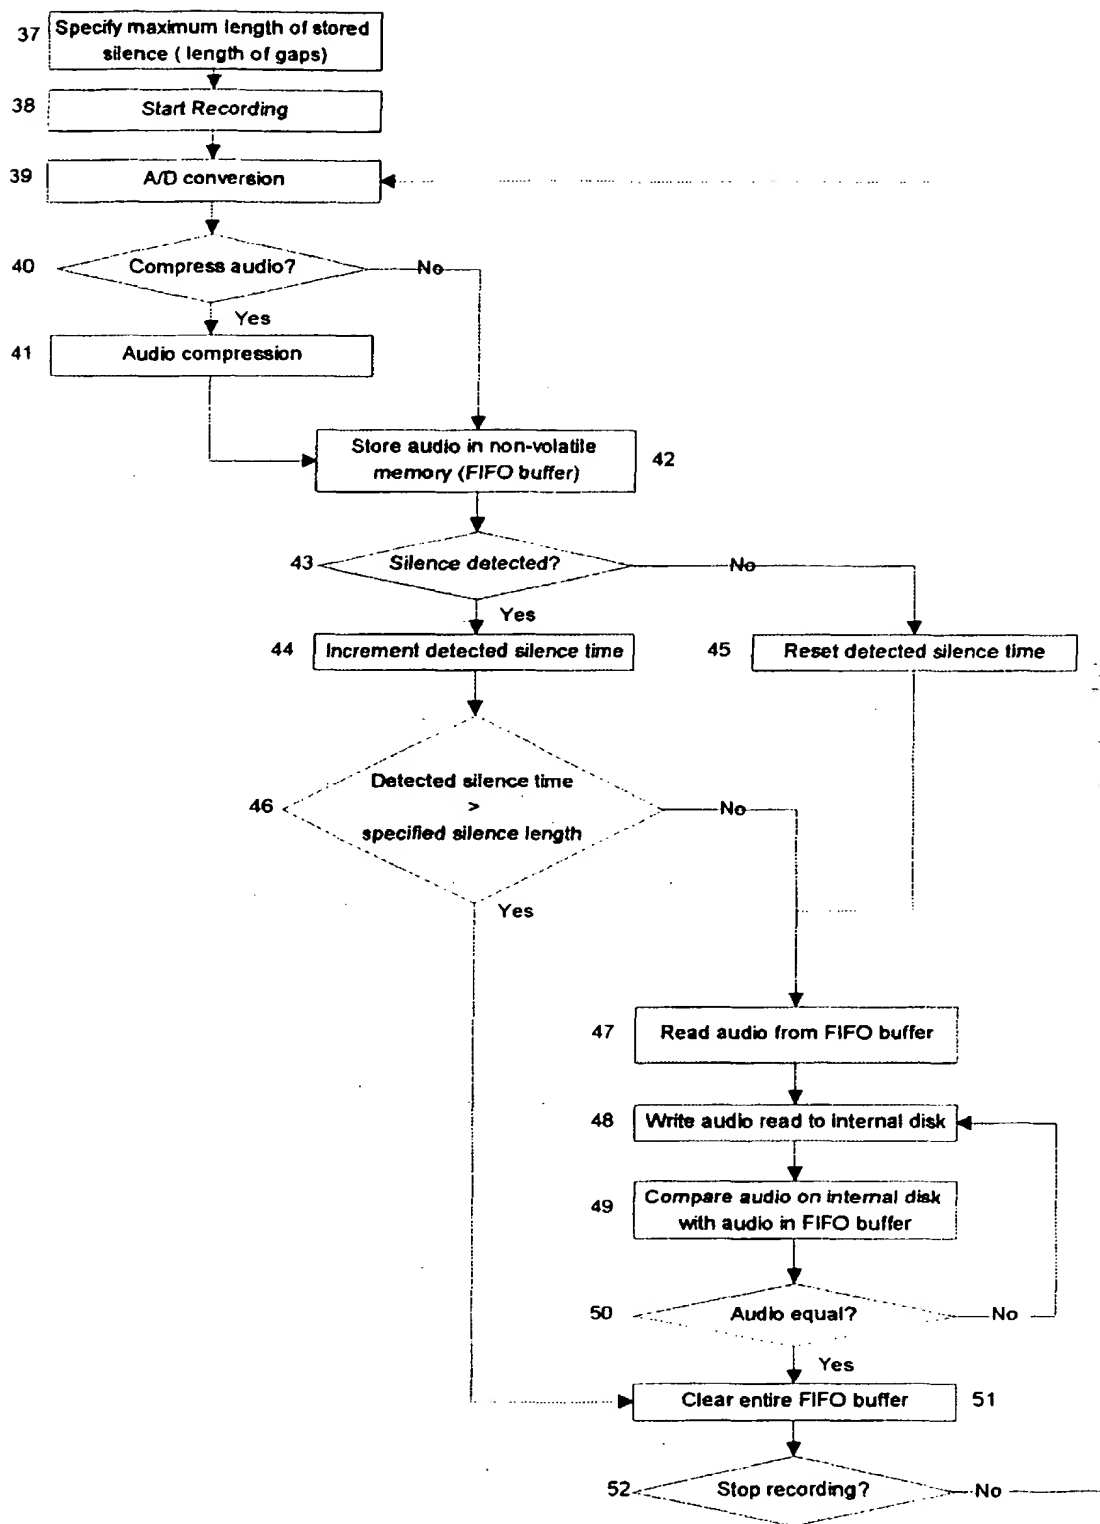 37 Specify maximum length of stored
silence ( length of gaps)
38 Start Recording
39 A/D conversion
40 Compress audio? No
Yes
41 Audio compression
Store audio in non-volatile
memory (FIFO buffer) 42
43 Silence detected? No
Yes
44 Increment detected silence time 45 Reset detected silence time
Detected silence time
46 > No
specified silence length
Yes
47 Read audio from FIFO buffer
48 Write audio read to internal disk
49 Compare audio on internal disk
with audio in FIFO buffer
50 Audio equal? No
Yes
Clear entire FIFO buffer 51
52 Stop recording? No